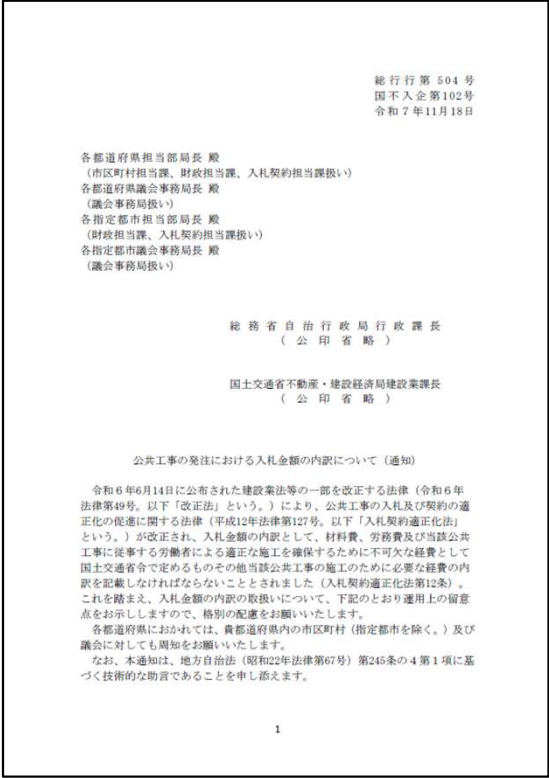 総行行第 504 号
国不入企第102号
令和7年11月18日
各都道府県担当部局長 殿
（市区町村担当課、財政担当課、入札契約担当課扱い）
各都道府県議会事務局長 殿
（議会事務局扱い）
各指定都市担当部局長 殿
（財政担当課、入札契約担当課扱い）
各指定都市議会事務局長 殿
（議会事務局扱い）
総務省自治行政局行政課長
（公印省略）
国土交通省不動産・建設経済局建設業課長
（公印省略）
公共工事の発注における入札金額の内訳について（通知）
令和６年6月14日に公布された建設業法等の一部を改正する法律（令和６年
法律第49号。以下「改正法」という。）により、公共工事の入札及び契約の適
正化の促進に関する法律（平成12年法律第127号。以下「入札契約適正化法」
という。）が改正され、入札金額の内訳として、材料費、労務費及び当該公共
工事に従事する労働者による適正な施工を確保するために不可欠な経費として
国土交通省令で定めるものその他当該公共工事の施工のために必要な経費の内
訳を記載しなければならないこととされました（入札契約適正化法第12条）。
これを踏まえ、入札金額の内訳の取扱いについて、下記のとおり運用上の留意
点をお示ししますので、格別の配慮をお願いいたします。
各都道府県におかれては、貴都道府県内の市区町村（指定都市を除く。）及び
議会に対しても周知をお願いいたします。
なお、本通知は、地方自治法（昭和22年法律第67号）第245条の４第１項に基
づく技術的な助言であることを申し添えます。
1